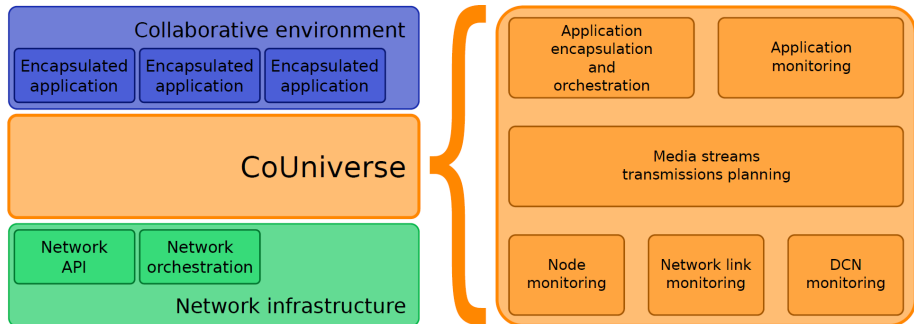 Collaborative environment
Encapsulated
application
Encapsulated
application
Encapsulated
application
CoUniverse
Network
API
Network
orchestration
Network infrastructure
Application
encapsulation
and
orchestration
Application
monitoring
Media streams
transmissions planning
Node
monitoring
Network link
monitoring
DCN
monitoring